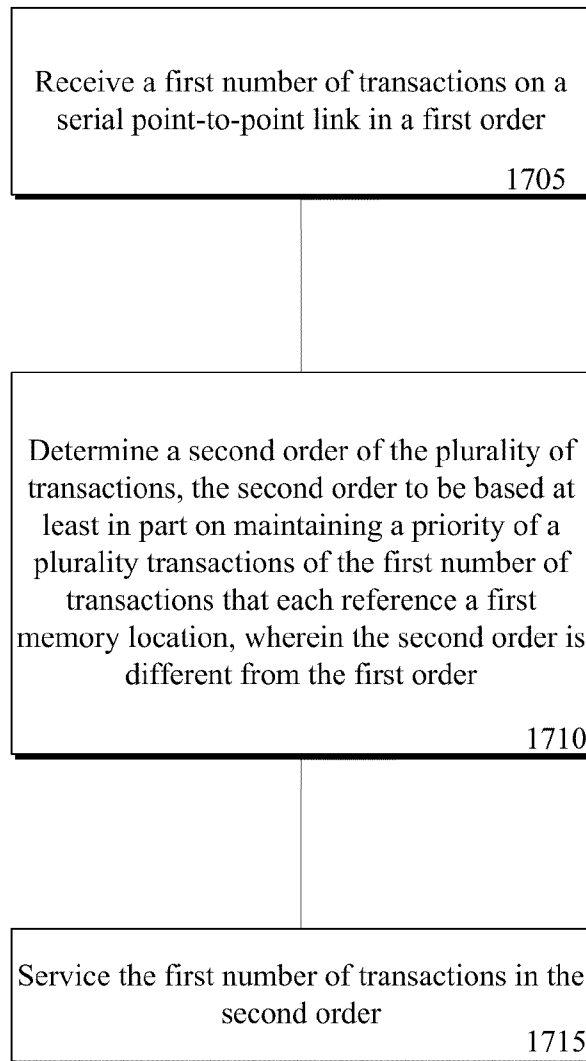 Receive a first number of transactions on a
serial point-to-point link in a first order
1705
Determine a second order of the plurality of
transactions, the second order to be based at
least in part on maintaining a priority of a
plurality transactions of the first number of
transactions that each reference a first
memory location, wherein the second order is
different from the first order
1710
Service the first number of transactions in the
second order
1715